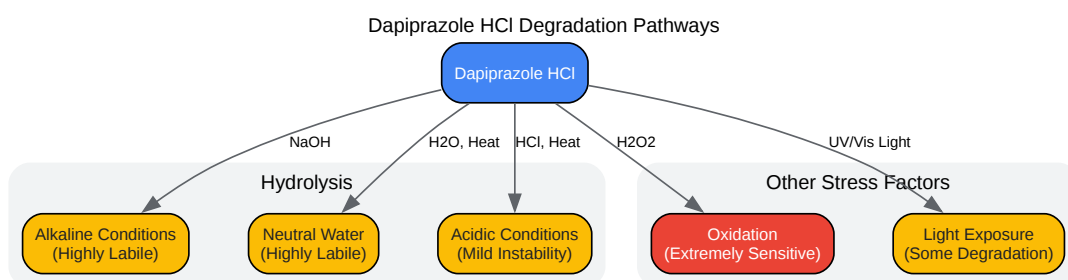 Dapiprazole HCl Degradation Pathways
Dapiprazole HCl
NaOH
H2O, Heat
HCl, Heat
H2O2
UV/Vis Light
Hydrolysis
Other Stress Factors
Alkaline Conditions
(Highly Labile)
Neutral Water
(Highly Labile)
Acidic Conditions
(Mild Instability)
Oxidation
(Extremely Sensitive)
Light Exposure
(Some Degradation)